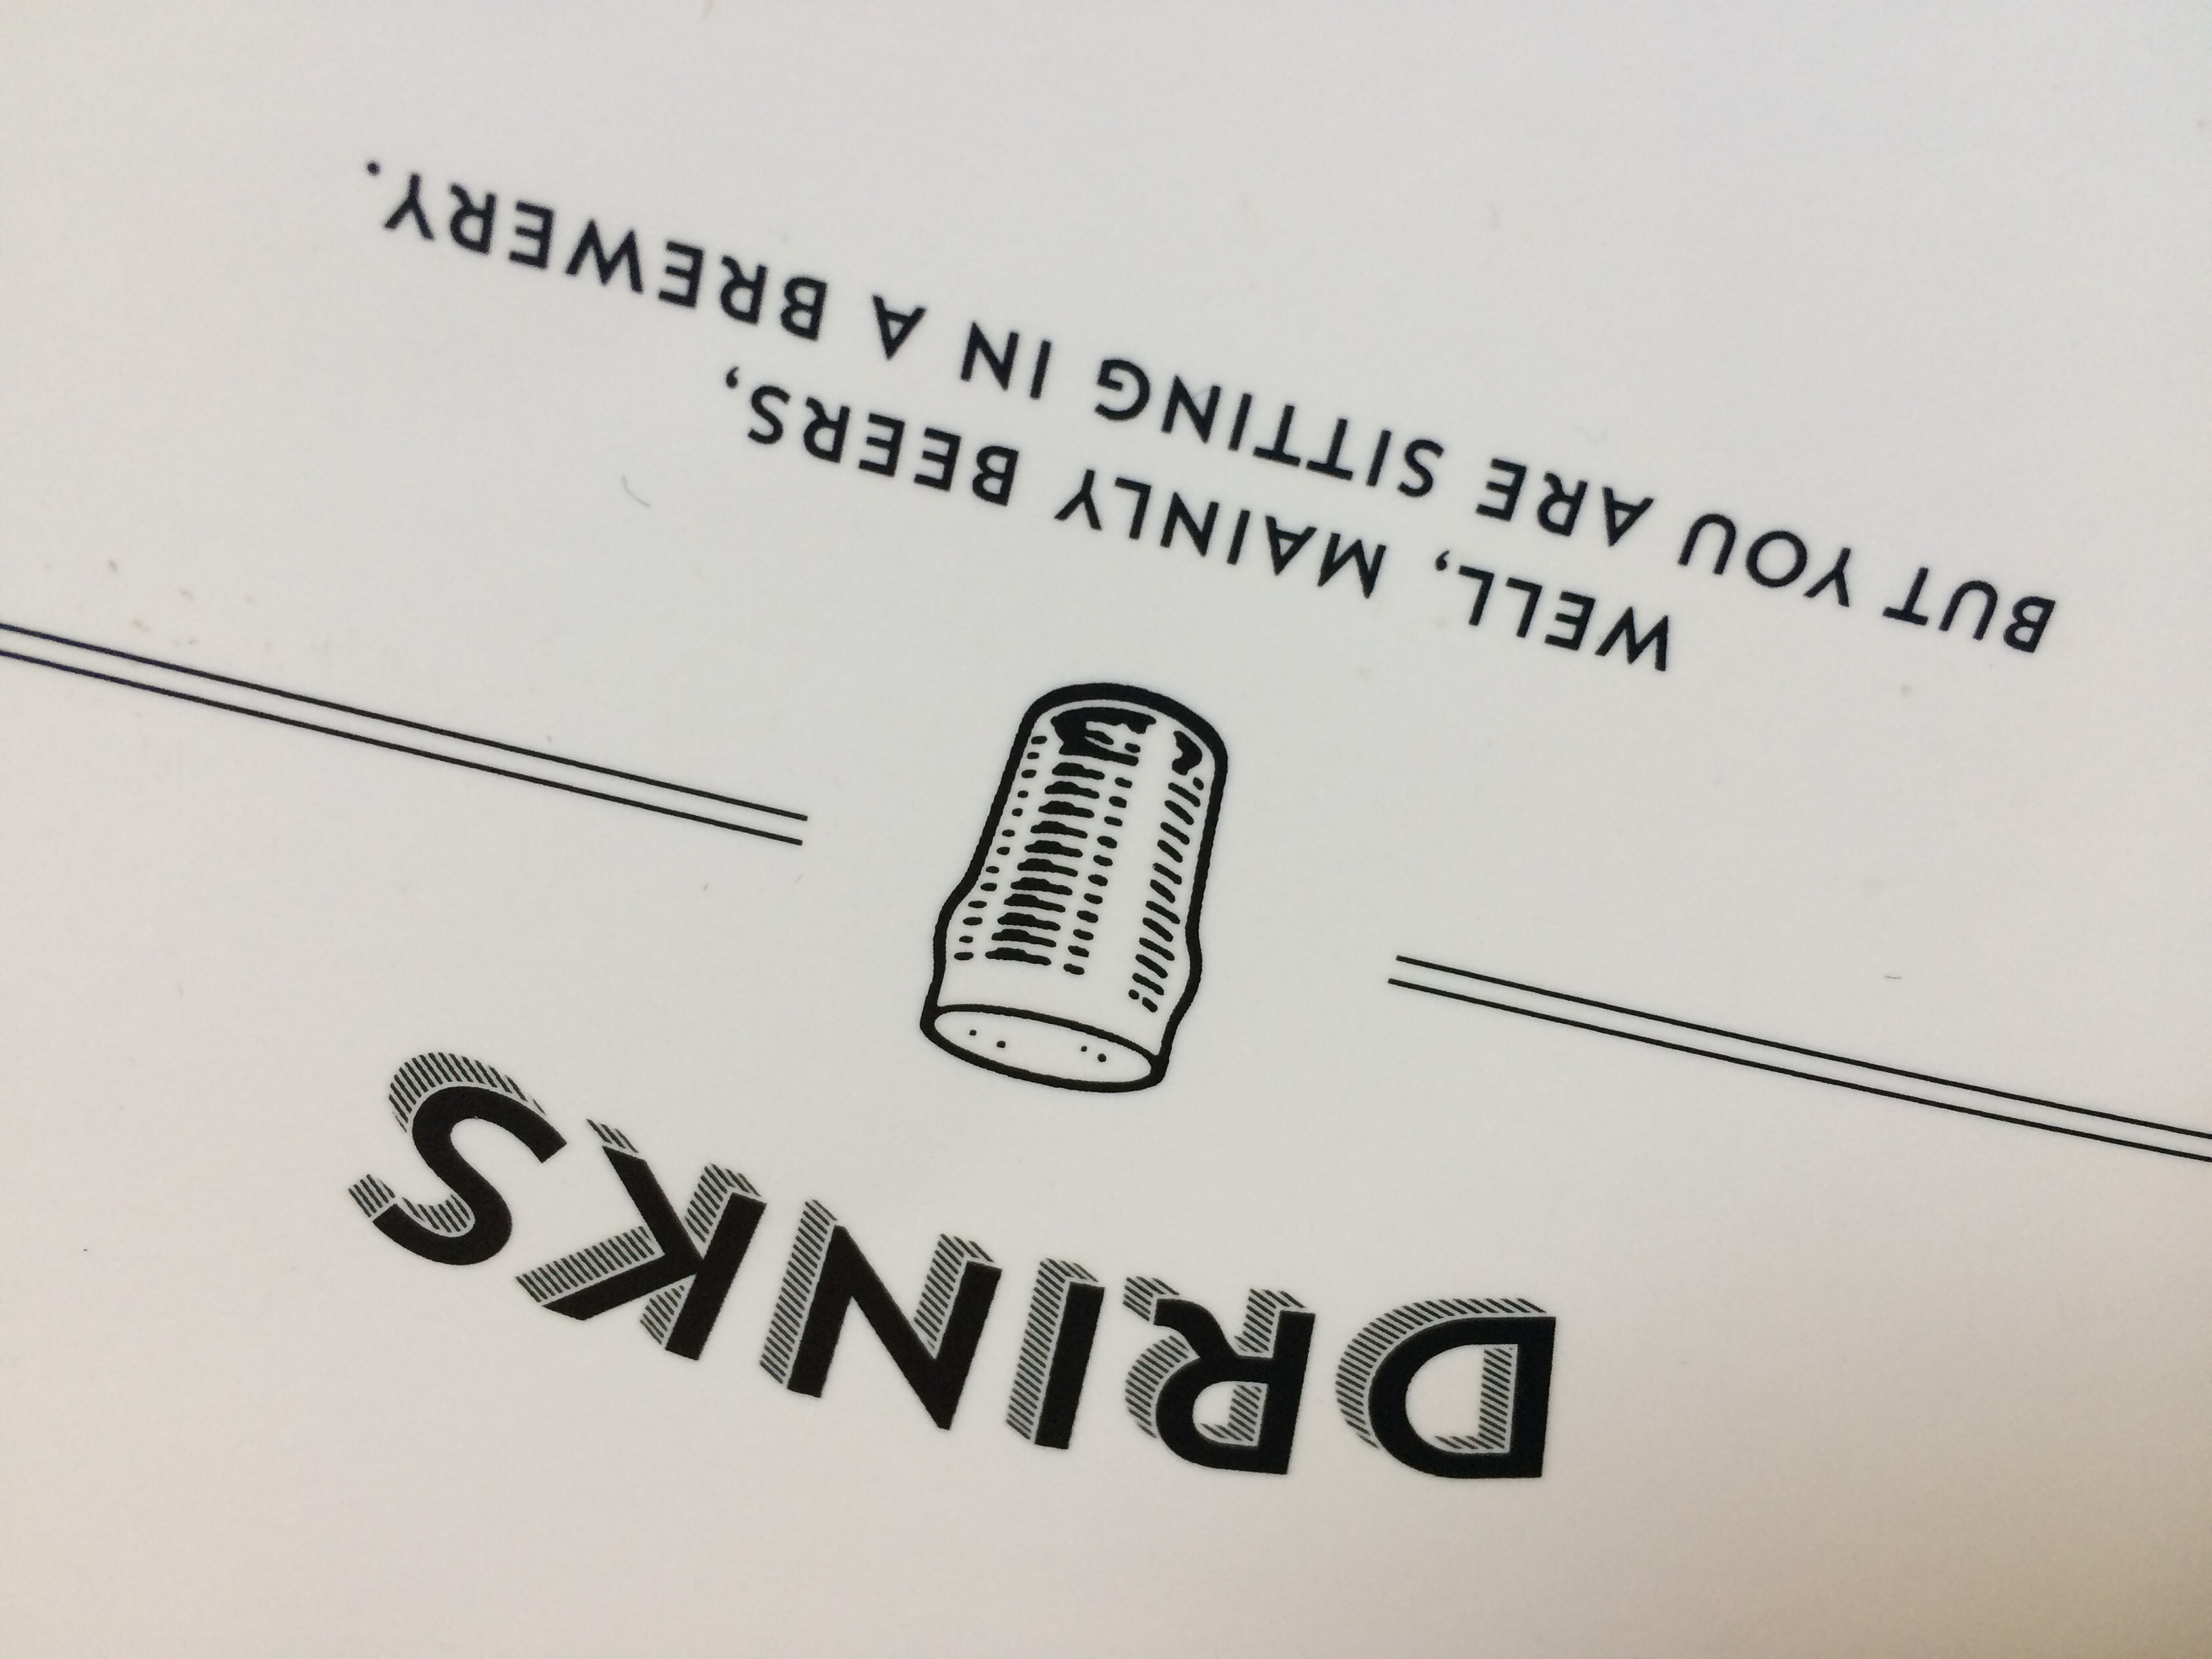 DRINKS
WELL, MAINLY BEERS,
BUT YOU ARE SITTING IN A BREWERY.